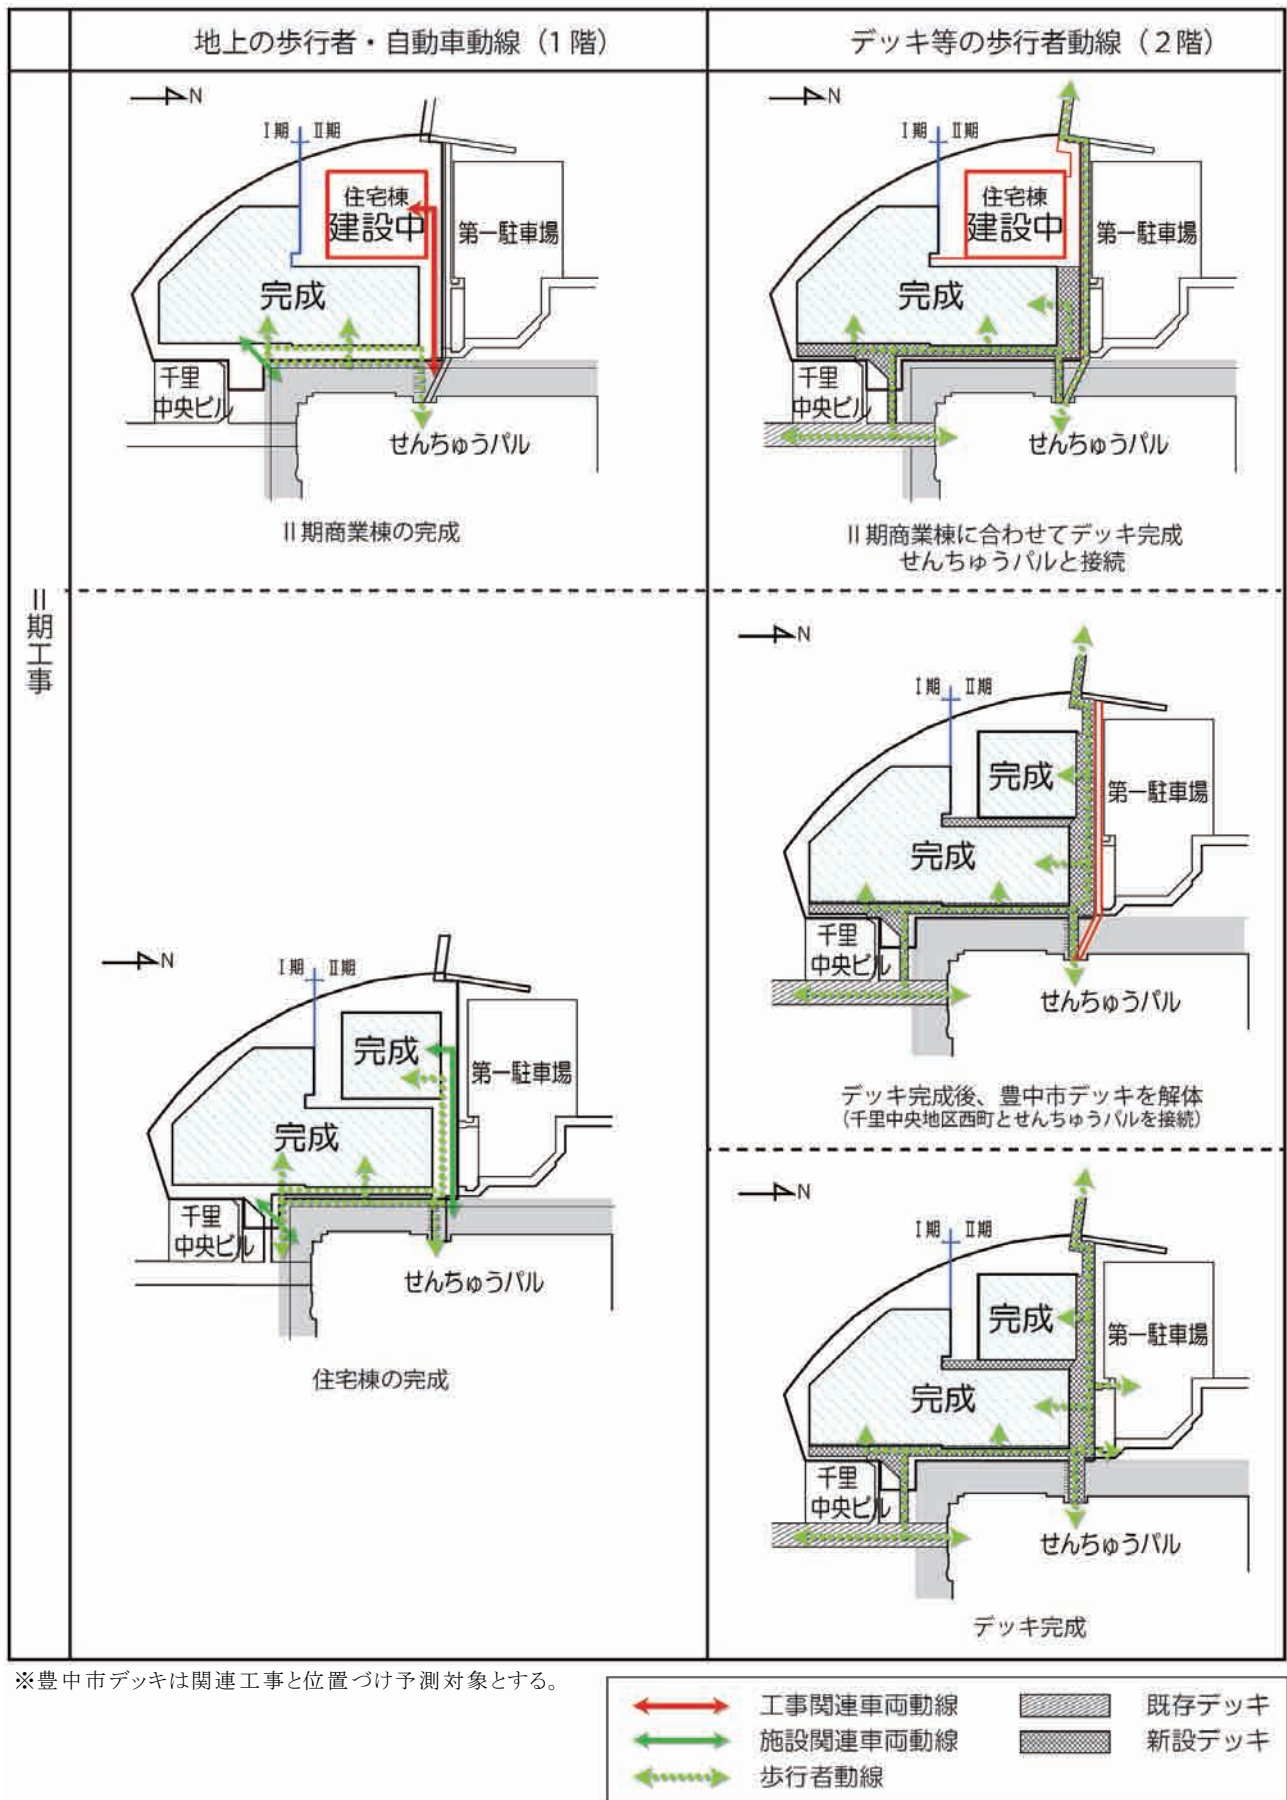 地上の歩行者・自動車動線（1階）
デッキ等の歩行者動線（2階）
Ⅱ期工事
N
Ⅰ期 Ⅱ期
住宅棟
建設中
第一駐車場
完成
千里
中央ビル
せんちゅうパル
Ⅱ期商業棟の完成
N
Ⅰ期 Ⅱ期
住宅棟
建設中
第一駐車場
完成
千里
中央ビル
せんちゅうパル
Ⅱ期商業棟に合わせてデッキ完成
せんちゅうパルと接続
N
Ⅰ期 Ⅱ期
完成
第一駐車場
完成
千里
中央ビル
せんちゅうパル
住宅棟の完成
N
Ⅰ期 Ⅱ期
完成
第一駐車場
完成
千里
中央ビル
せんちゅうパル
デッキ完成後、豊中市デッキを解体
（千里中央地区西町とせんちゅうパルを接続）
N
Ⅰ期 Ⅱ期
完成
第一駐車場
完成
千里
中央ビル
せんちゅうパル
デッキ完成
※豊中市デッキは関連工事と位置づけ予測対象とする。
工事関連車両動線
既存デッキ
施設関連車両動線
新設デッキ
歩行者動線